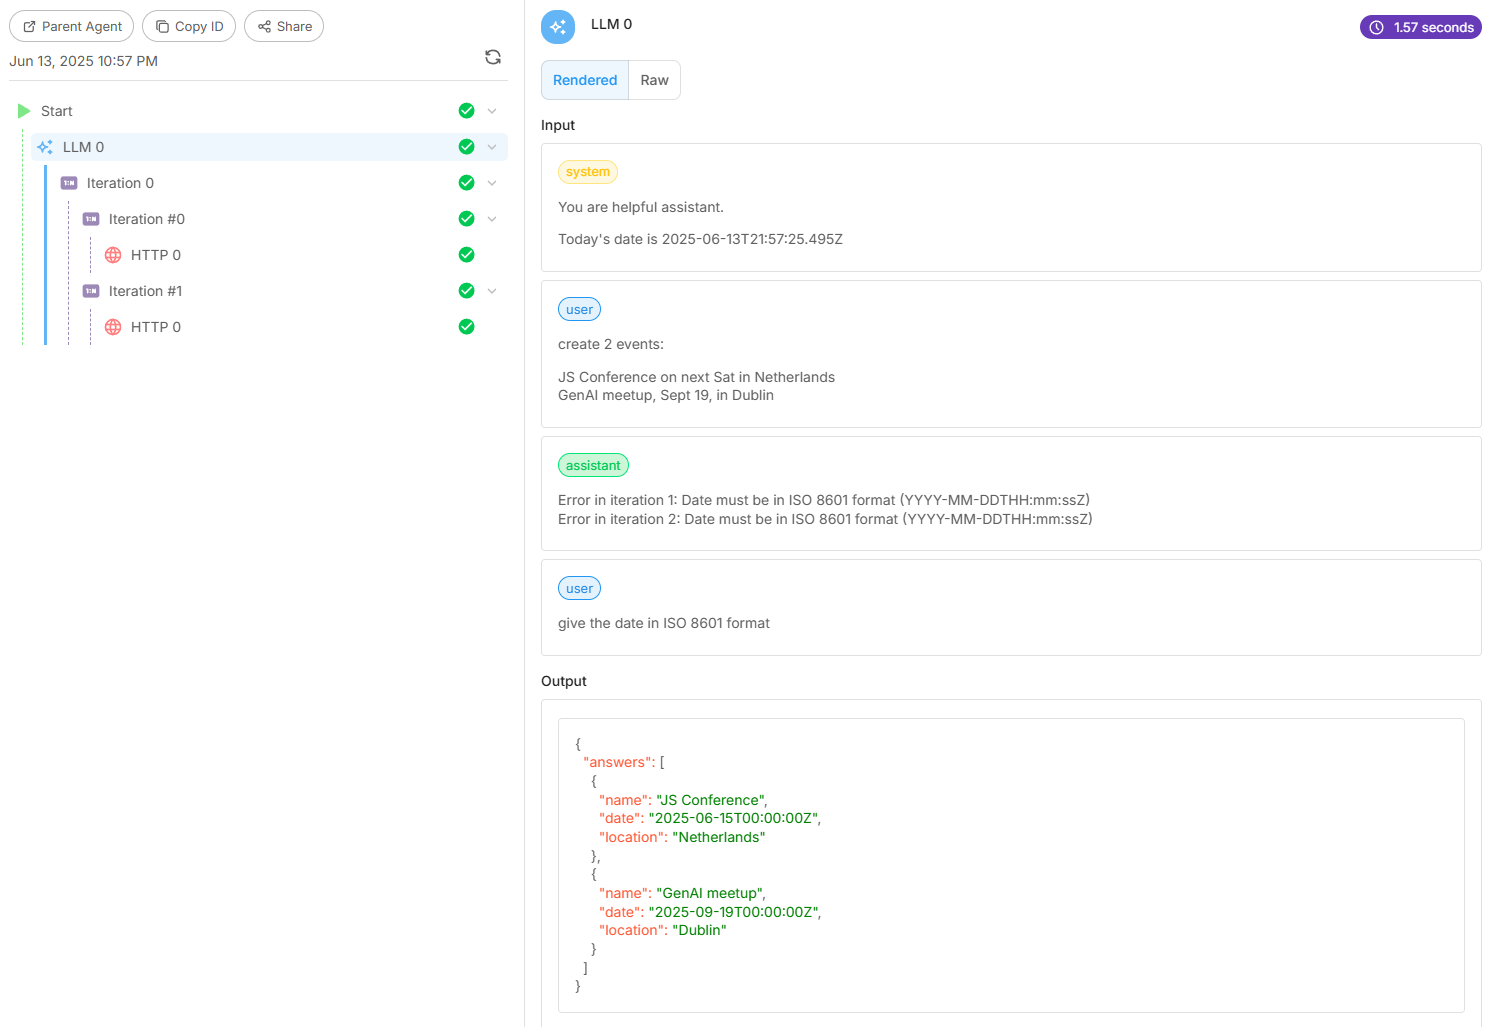 Parent Agent
Copy ID
Share
Jun 13, 2025 10:57 PM
Start
LLM 0
1:N Iteration 0
1:N Iteration #0
HTTP 0
1:N Iteration #1
HTTP 0
LLM 0
1.57 seconds
Rendered
Raw
Input
system
You are helpful assistant.
Today's date is 2025-06-13T21:57:25.495Z
user
create 2 events:
JS Conference on next Sat in Netherlands
GenAI meetup, Sept 19, in Dublin
assistant
Error in iteration 1: Date must be in ISO 8601 format (YYYY-MM-DDTHH:mm:ssZ)
Error in iteration 2: Date must be in ISO 8601 format (YYYY-MM-DDTHH:mm:ssZ)
user
give the date in ISO 8601 format
Output
{
"answers": [
{
"name": "JS Conference",
"date": "2025-06-15T00:00:00Z",
"location": "Netherlands"
},
{
"name": "GenAI meetup",
"date": "2025-09-19T00:00:00Z",
"location": "Dublin"
}
]
}